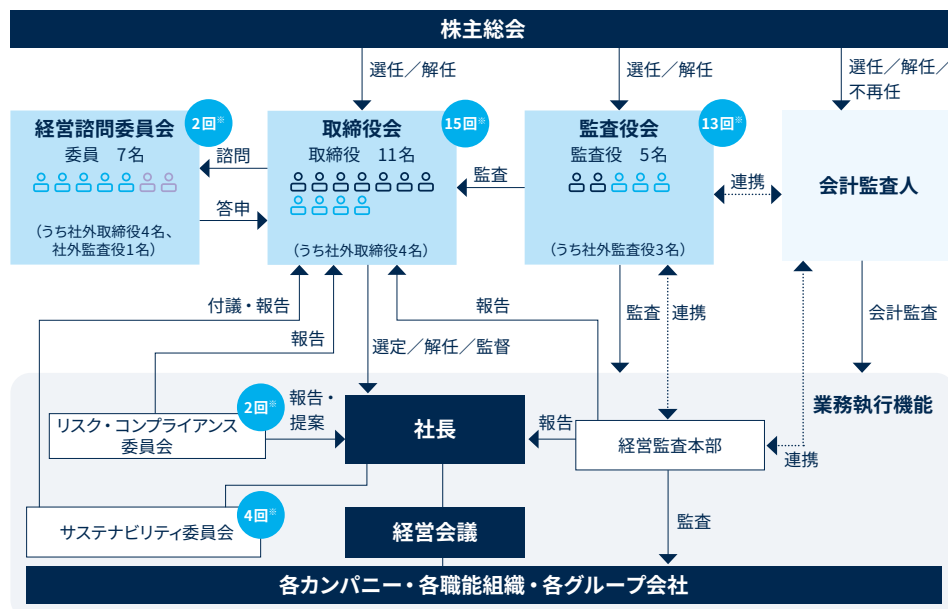 株主総会
選任／解任
選任／解任
選任／解任／
不再任
経営諮問委員会
2回※
委員　7名
(うち社外取締役4名、
社外監査役1名)
諮問
答申
取締役会
15回※
取締役　11名
(うち社外取締役4名)
監査
監査役会
13回※
監査役　5名
(うち社外監査役3名)
連携
会計監査人
付議・報告
報告
選定／解任／監督
報告
監査
連携
会計監査
業務執行機能
リスク・コンプライアンス
委員会
2回※
報告・
提案
社長
報告
経営監査本部
連携
サステナビリティ委員会
4回※
経営会議
監査
各カンパニー・各職能組織・各グループ会社